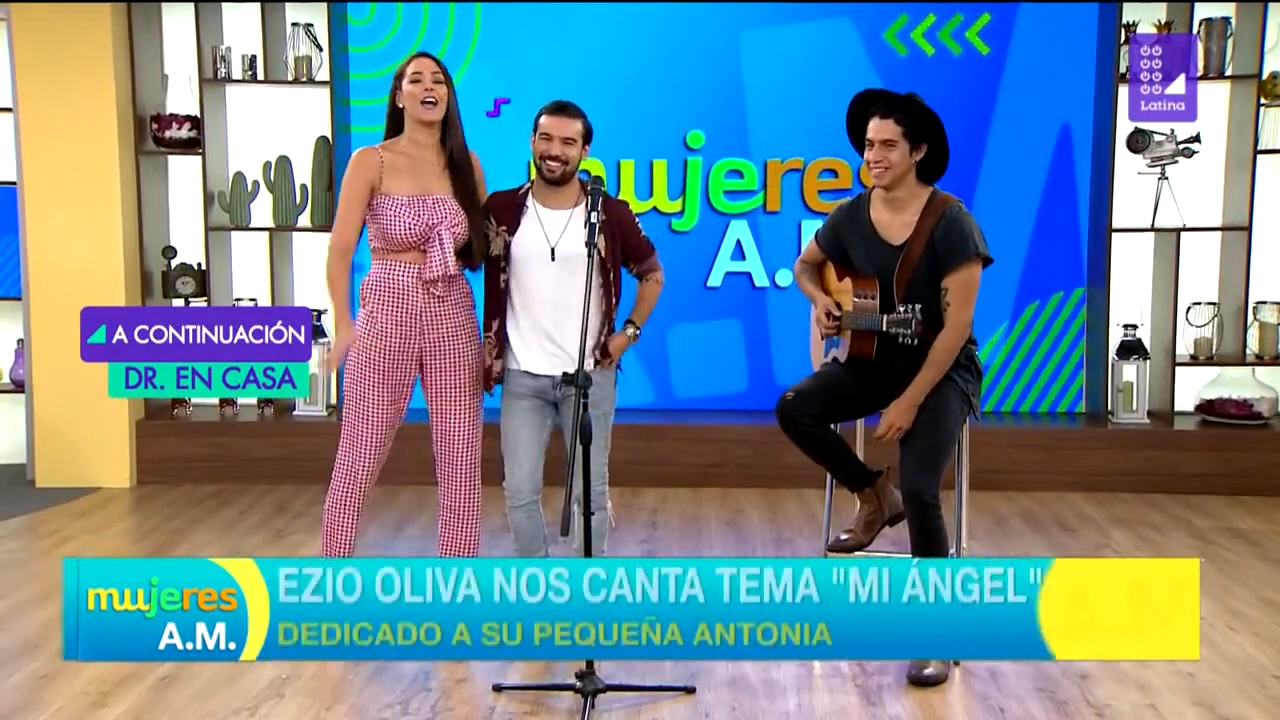 Latina
mujeres
A.M.
A CONTINUACIÓN
DR. EN CASA
mujeres
A.M.
EZIO OLIVA NOS CANTA TEMA "MI ÁNGEL"
DEDICADO A SU PEQUEÑA ANTONIA